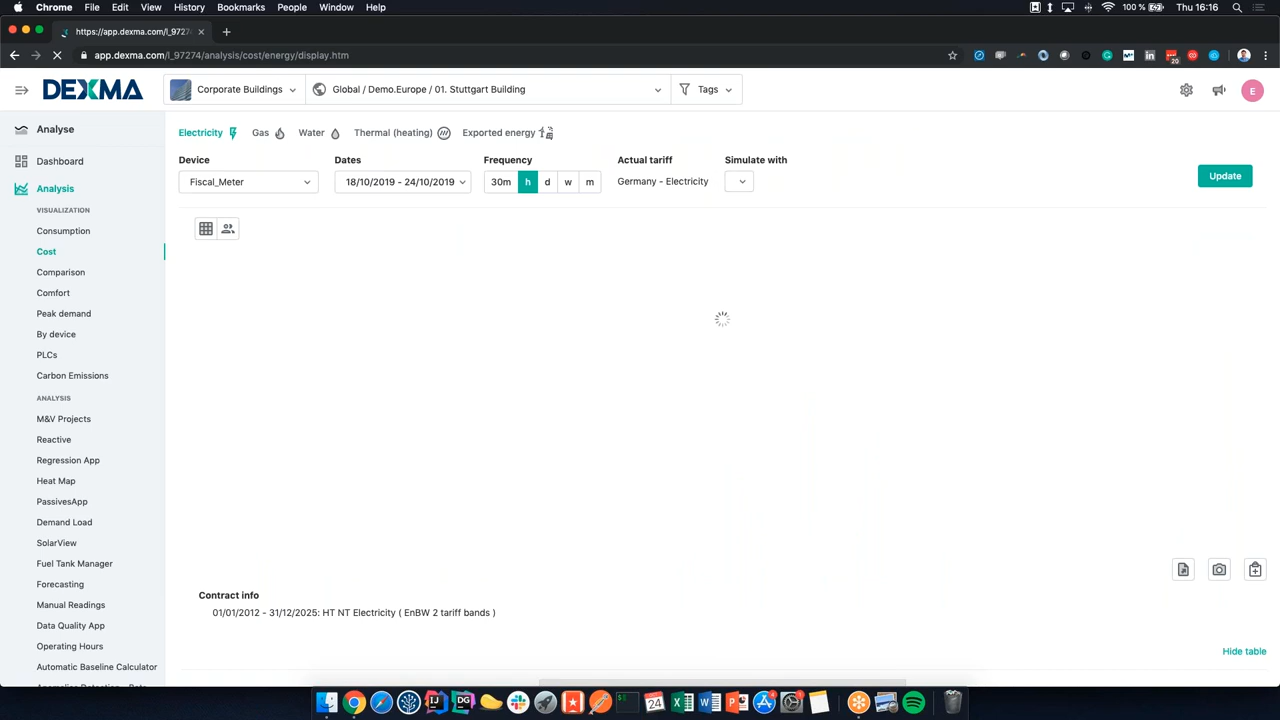 Chrome File Edit View History Bookmarks People Window Help 100 % Thu 16:16
https://app.dexma.com/l_9727
app.dexma.com/l_97274/analysis/cost/energy/display.htm
20
DEXMA Corporate Buildings Global / Demo.Europe / 01. Stuttgart Building Tags E
Analyse
Dashboard
Analysis
VISUALIZATION
Consumption
Cost
Comparison
Comfort
Peak demand
By device
PLCs
Carbon Emissions
ANALYSIS
M&V Projects
Reactive
Regression App
Heat Map
PassivesApp
Demand Load
SolarView
Fuel Tank Manager
Forecasting
Manual Readings
Data Quality App
Operating Hours
Automatic Baseline Calculator
Electricity Gas Water Thermal (heating) Exported energy
Device Dates Frequency Actual tariff Simulate with
Fiscal_Meter 18/10/2019 - 24/10/2019 30m h d w m Germany - Electricity Update
Contract info
01/01/2012 - 31/12/2025: HT NT Electricity ( EnBW 2 tariff bands )
Hide table
24